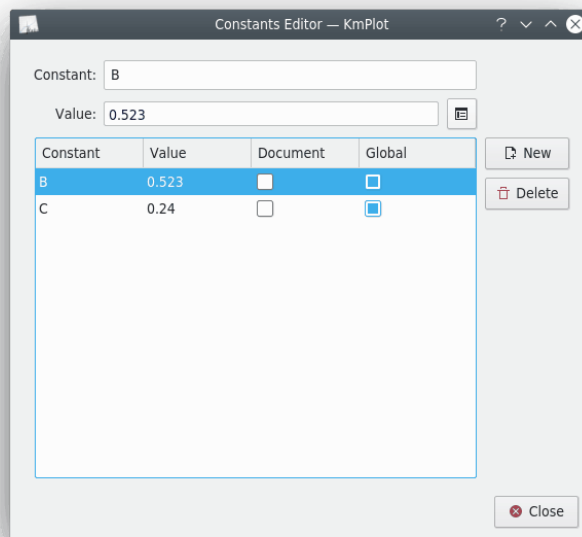 Constants Editor — KmPlot ?
Constant: B
Value: 0.523
Constant Value Document Global
B 0.523
C 0.24
New
Delete
Close